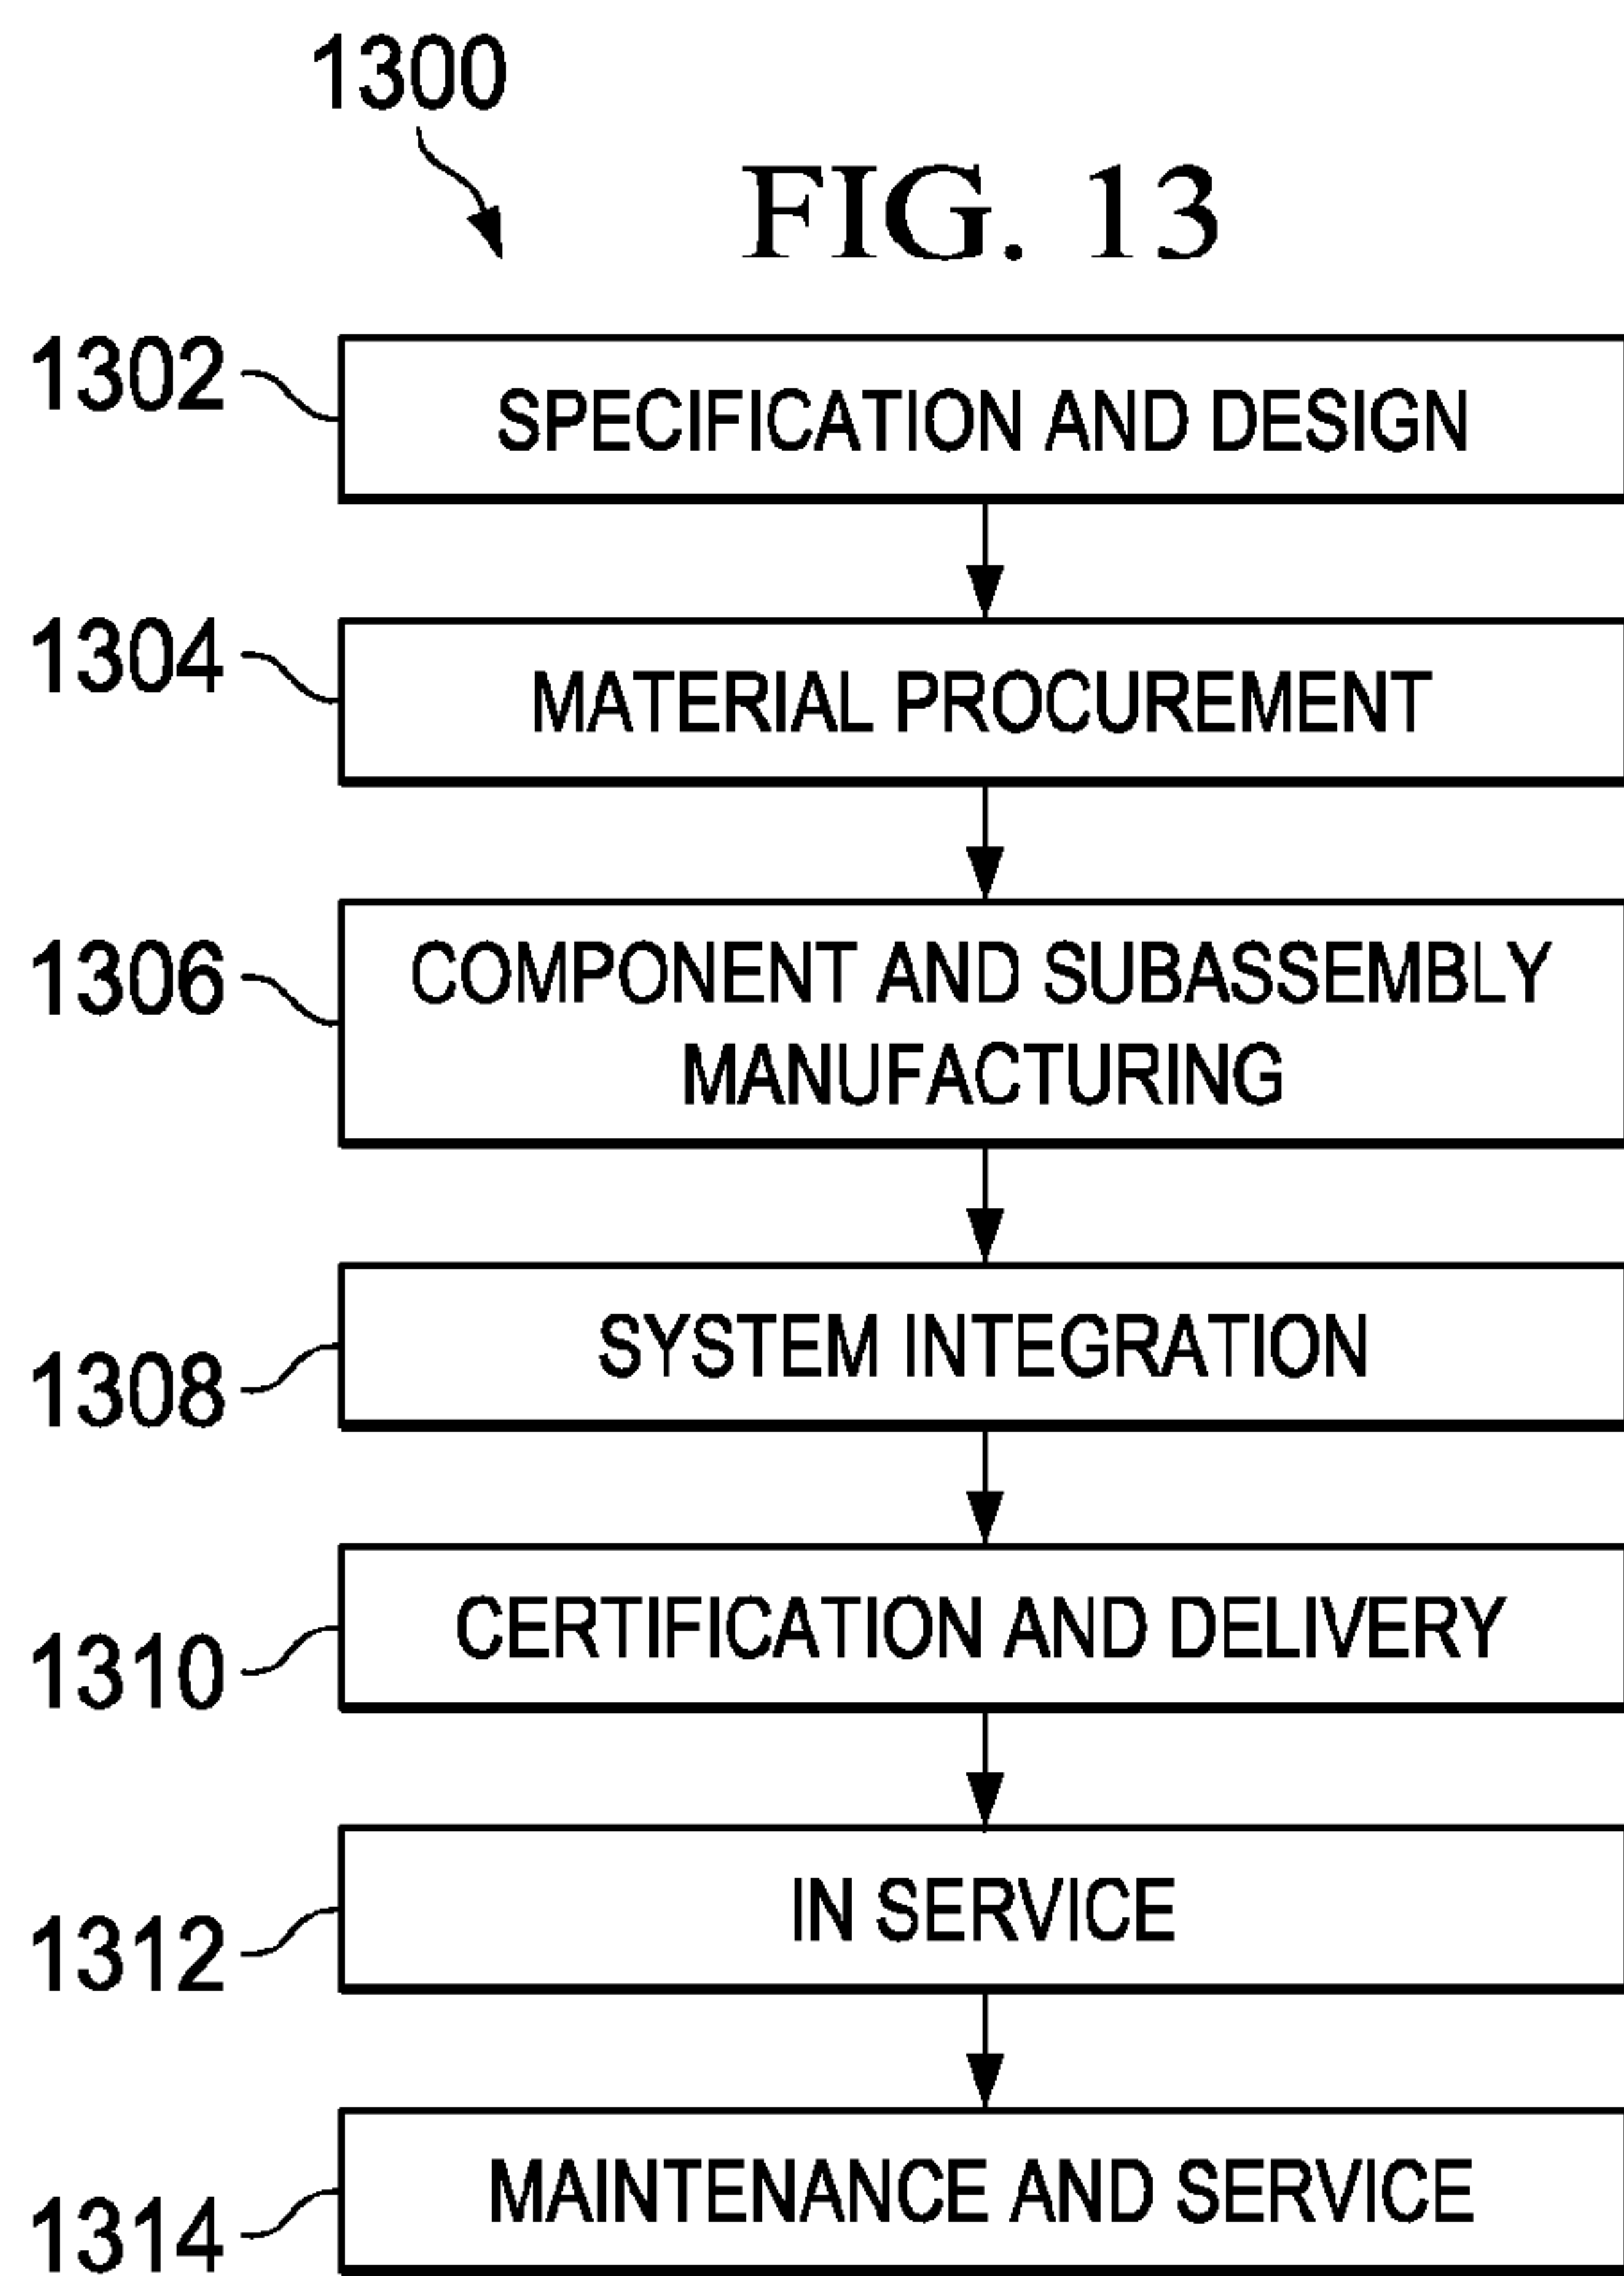 1300
FIG. 13
1302
SPECIFICATION AND DESIGN
1304
MATERIAL PROCUREMENT
1306
COMPONENT AND SUBASSEMBLY
MANUFACTURING
1308
SYSTEM INTEGRATION
1310
CERTIFICATION AND DELIVERY
1312
IN SERVICE
1314
MAINTENANCE AND SERVICE